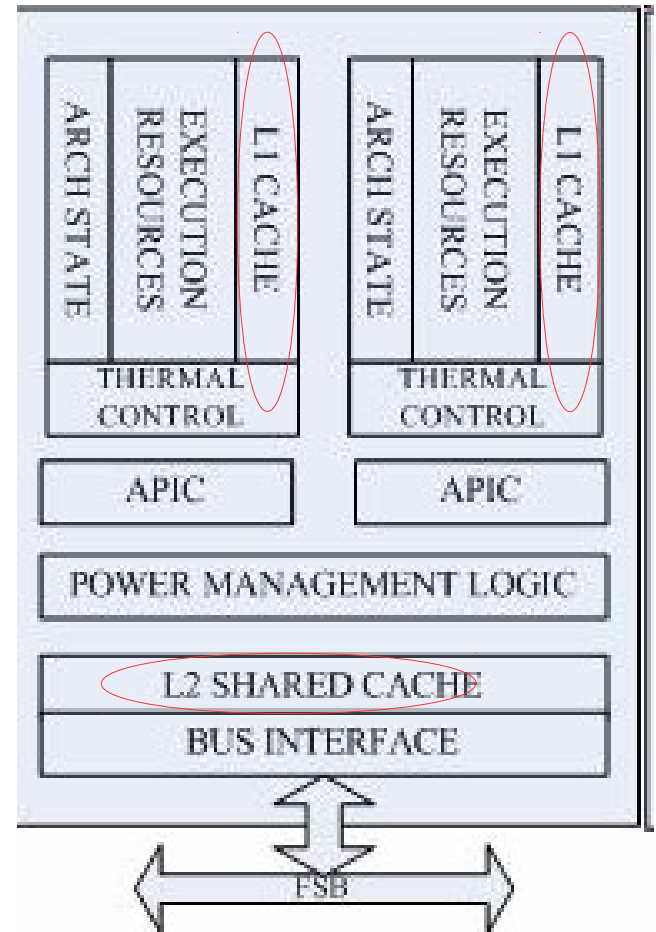 ARCH STATE
EXECUTION
RESOURCES
L1 CACHE
THERMAL
CONTROL
ARCH STATE
EXECUTION
RESOURCES
L1 CACHE
THERMAL
CONTROL
APIC
APIC
POWER MANAGEMENT LOGIC
L2 SHARED CACHE
BUS INTERFACE
FSB